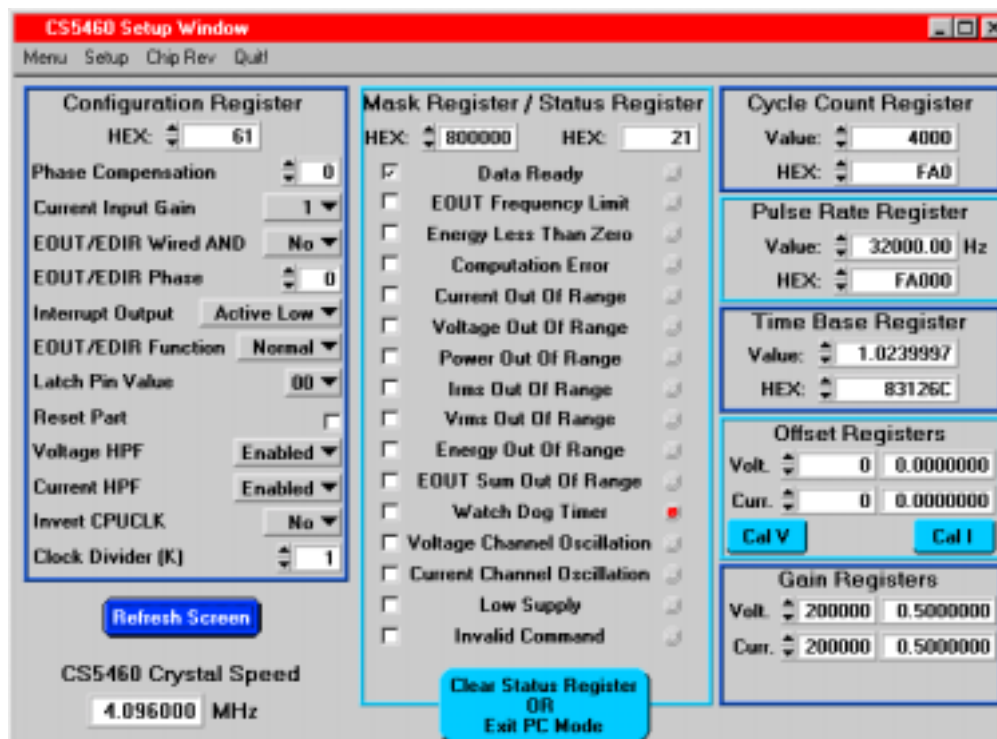 CS5460 Setup Window
Menu Setup Chip Rev Quit!
Configuration Register
HEX: 61
Phase Compensation 0
Current Input Gain 1
EOUT/EDIR Wired AND No
EOUT/EDIR Phase 0
Interrupt Output Active Low
EOUT/EDIR Function Normal
Latch Pin Value 00
Reset Part
Voltage HPF Enabled
Current HPF Enabled
Invert CPUCLK No
Clock Divider (K) 1
Refresh Screen
CS5460 Crystal Speed
4.096000 MHz
Mask Register / Status Register
HEX: 800000 HEX: 21
Data Ready
EOUT Frequency Limit
Energy Less Than Zero
Computation Error
Current Out Of Range
Voltage Out Of Range
Power Out Of Range
Irms Out Of Range
Vrms Out Of Range
Energy Out Of Range
EOUT Sum Out Of Range
Watch Dog Timer
Voltage Channel Oscillation
Current Channel Oscillation
Low Supply
Invalid Command
Clear Status Register
OR
Exit PC Mode
Cycle Count Register
Value: 4000
HEX: FA0
Pulse Rate Register
Value: 32000.00 Hz
HEX: FA000
Time Base Register
Value: 1.0239997
HEX: 83126C
Offset Registers
Volt. 0 0.0000000
Curr. 0 0.0000000
Cal V Cal I
Gain Registers
Volt. 200000 0.5000000
Curr. 200000 0.5000000